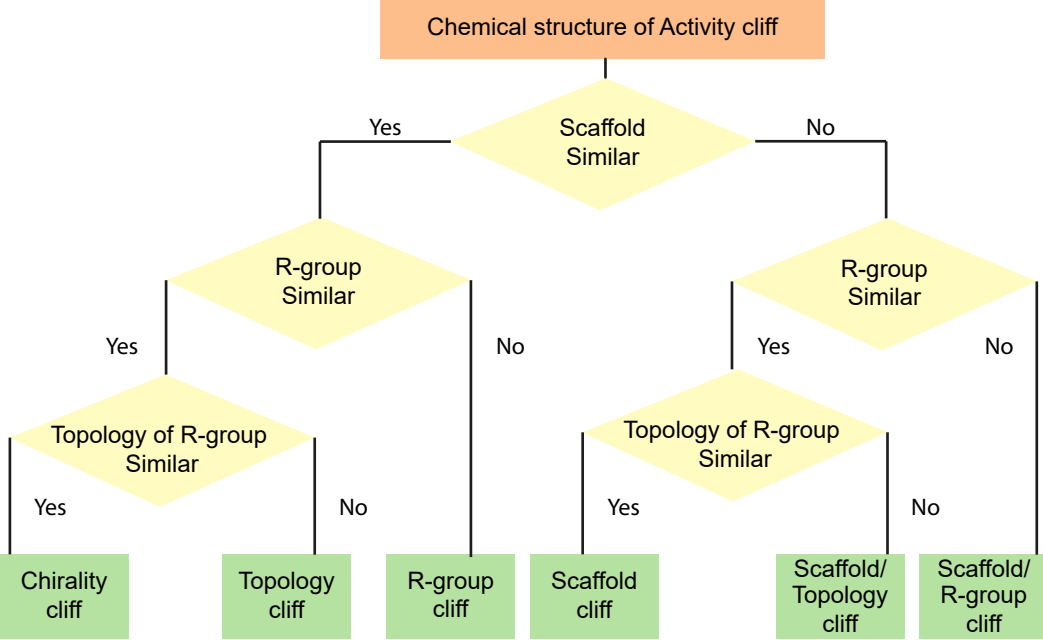 Chemical structure of Activity cliff
Scaffold
Similar
Yes
No
R-group
Similar
R-group
Similar
Yes
No
Yes
No
Topology of R-group
Similar
Topology of R-group
Similar
Yes
No
Yes
No
Chirality
cliff
Topology
cliff
R-group
cliff
Scaffold
cliff
Scaffold/
Topology
cliff
Scaffold/
R-group
cliff